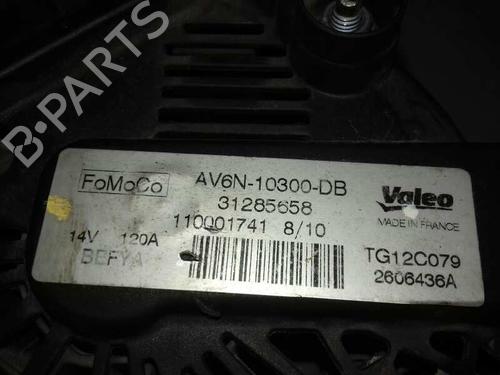 B-PARTS
FoMoCo
AV6N-10300-DB
31285658
110001741 8/10
14V 120A
BEFYA
Valeo
MADE IN FRANCE
TG12C079
2606436A